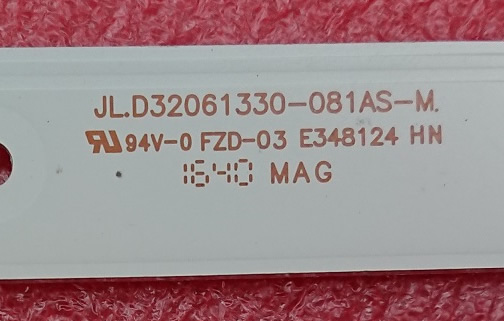 JL.D32061330-081AS-M.
94V-0 FZD-03 E348124 HN
1640 MAG